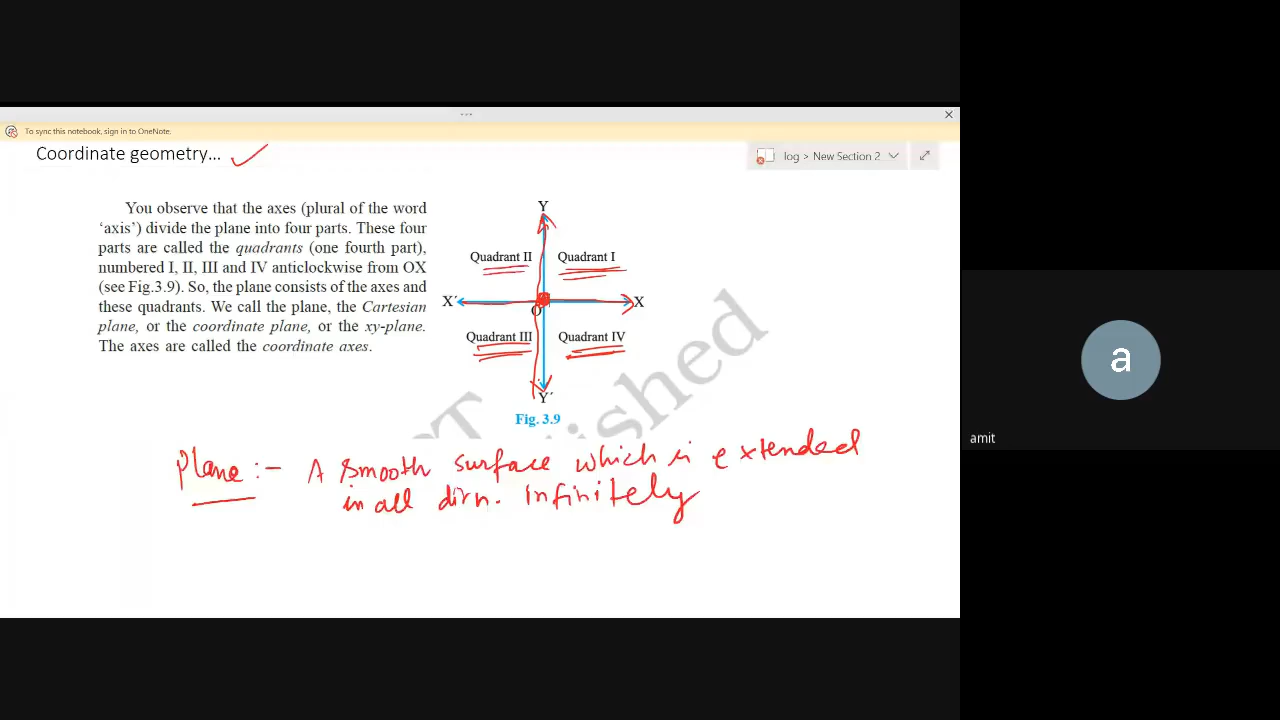 To sync this notebook, sign in to OneNote.
Coordinate geometry...
log > New Section 2
You observe that the axes (plural of the word
‘axis’) divide the plane into four parts. These four
parts are called the quadrants (one fourth part),
numbered I, II, III and IV anticlockwise from OX
(see Fig.3.9). So, the plane consists of the axes and
these quadrants. We call the plane, the Cartesian
plane, or the coordinate plane, or the xy-plane.
The axes are called the coordinate axes.
Y
Quadrant II Quadrant I
X´ X
O
Quadrant III Quadrant IV
Y´
Fig. 3.9
Plane :- A smooth surface which is extended
in all dirn. infinitely
a
amit